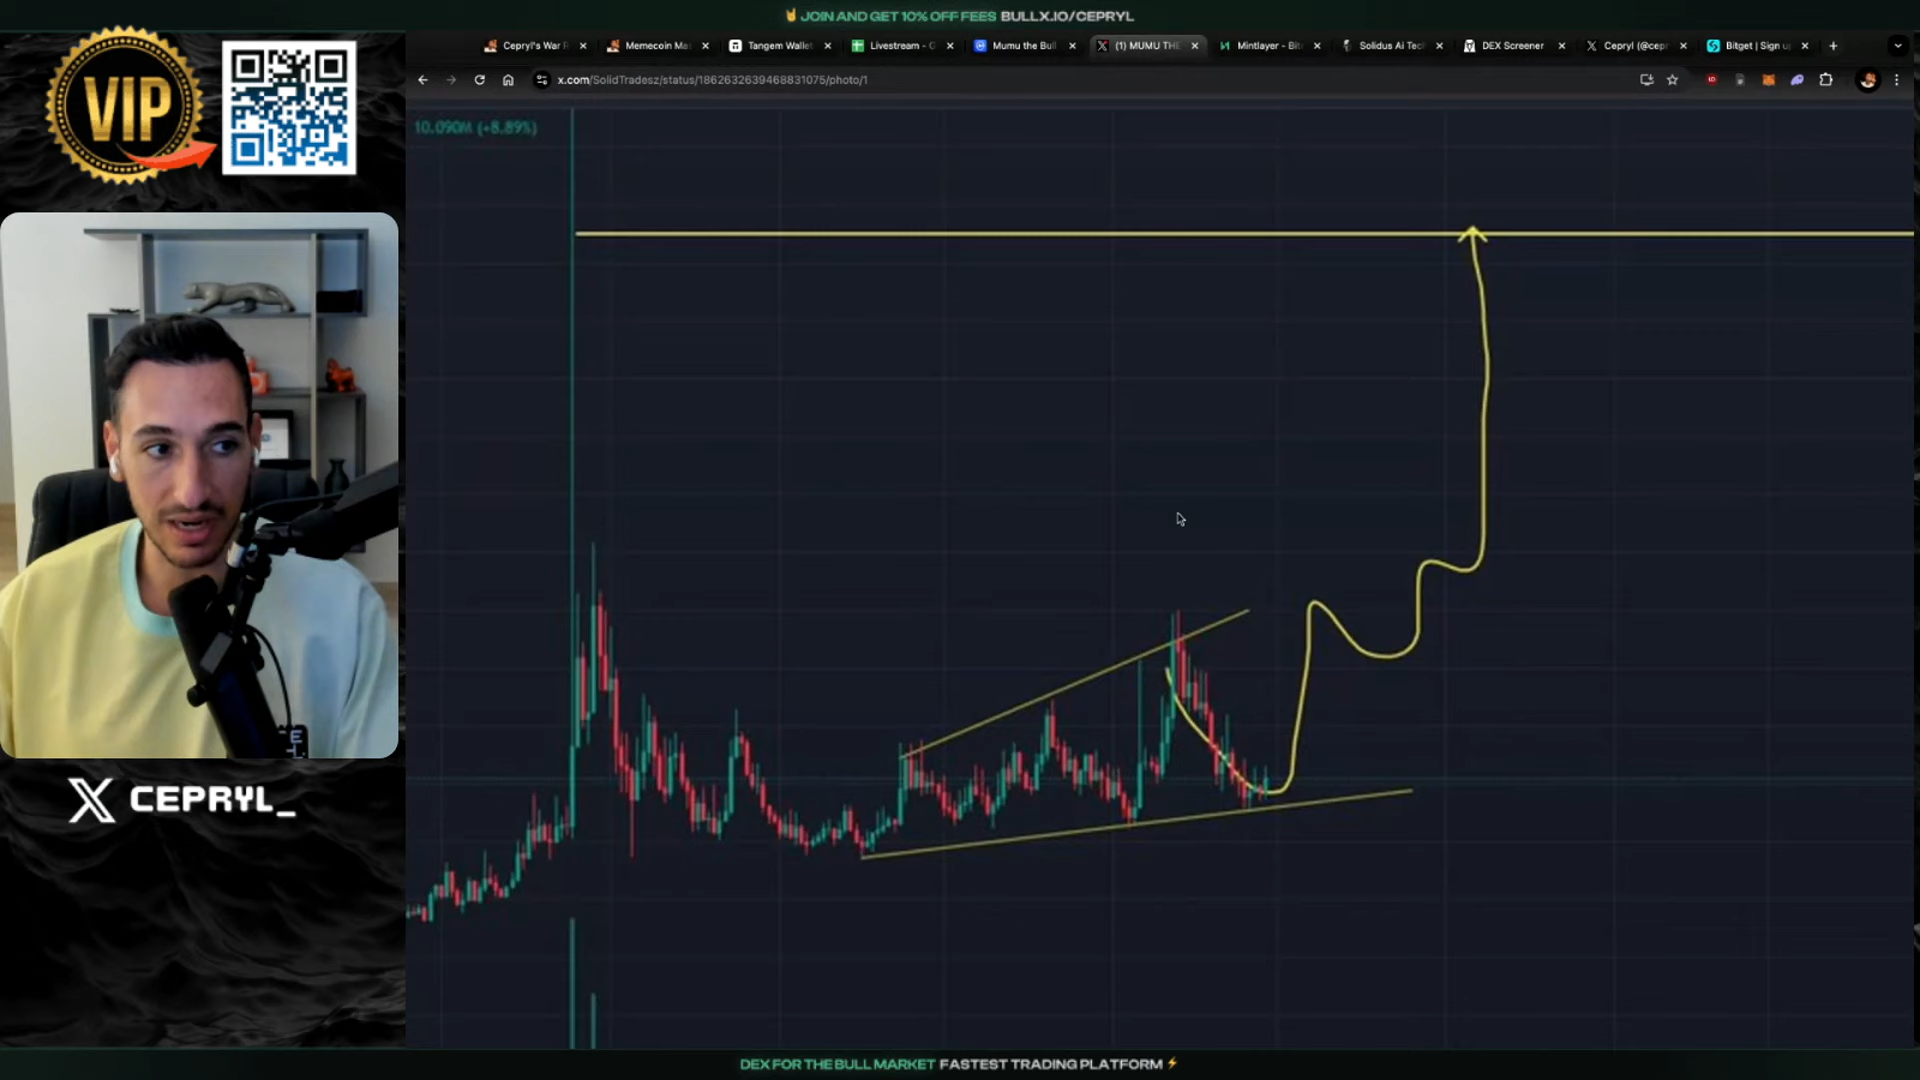 JOIN AND GET 10% OFF FEES BULLX.IO/CEPRYL
VIP
Cepryl's War R
Memecoin Ma
Tangem Wallet
Livestream - G
Mumu the Bull
(1) MUMU THE
Mintlayer - Bit
Solidus Ai Tec
DEX Screener
Cepryl (@cepr
Bitget | Sign u
x.com/SolidTradesz/status/1862632639468831075/photo/1
10.090M (+8.89%)
CEPRYL_
DEX FOR THE BULL MARKET FASTEST TRADING PLATFORM